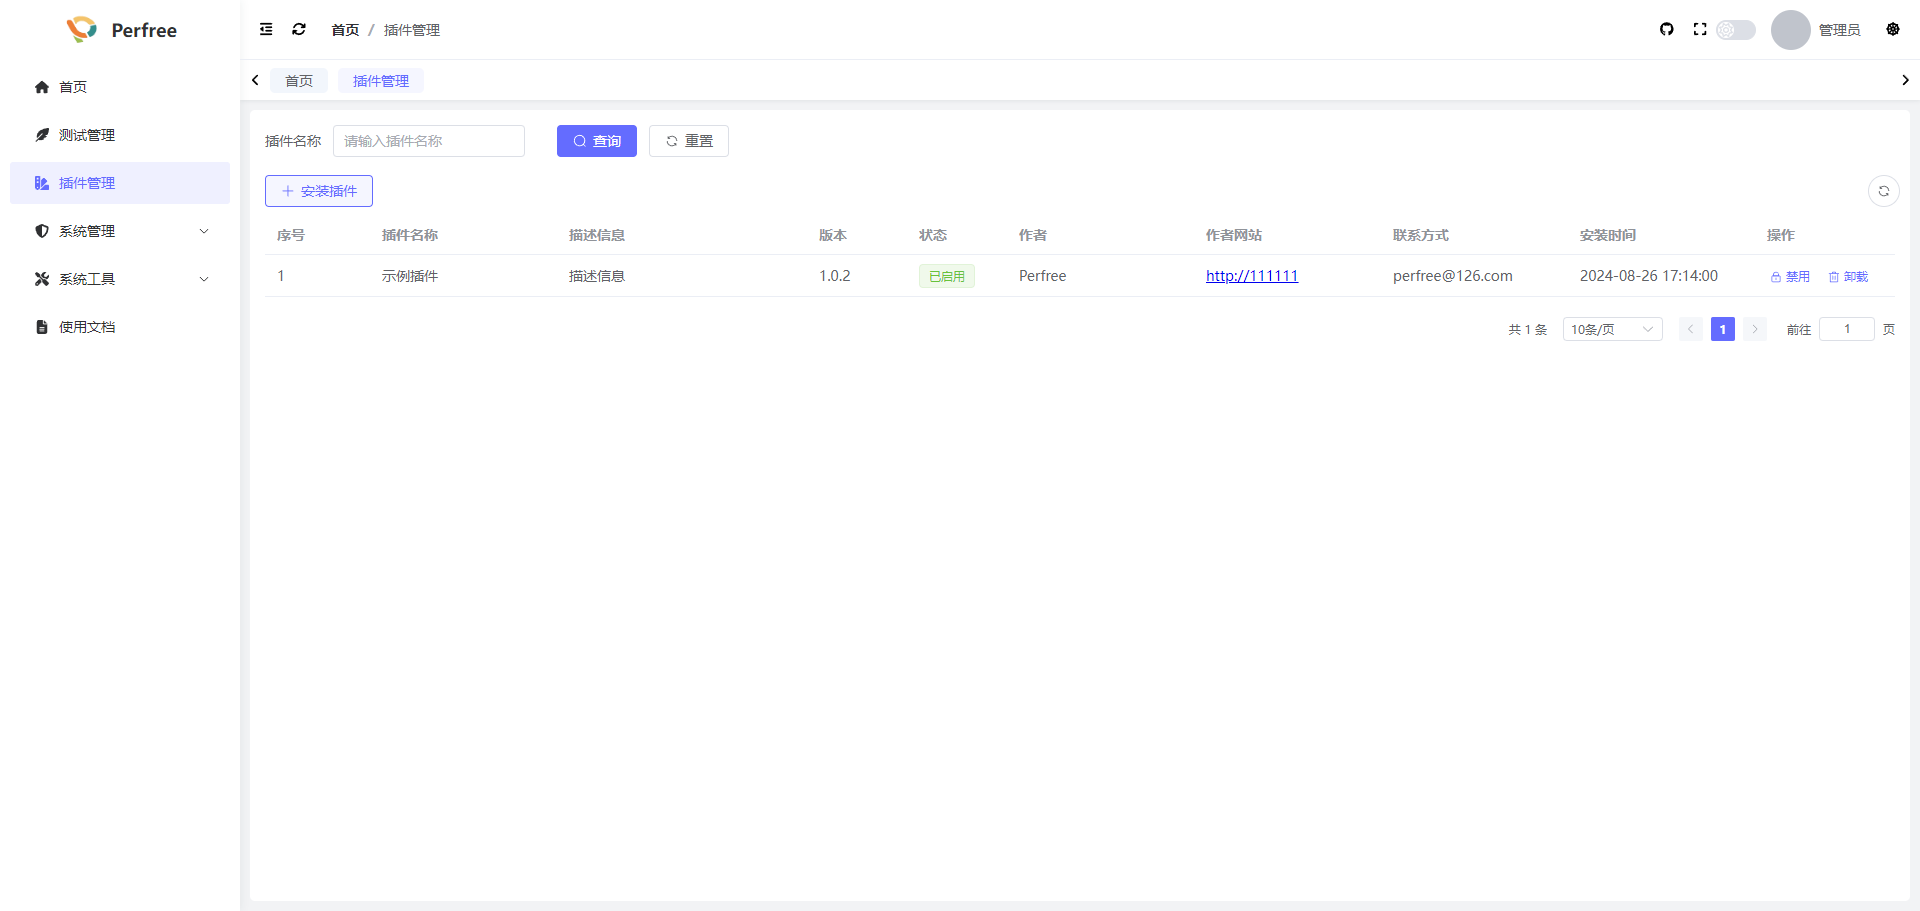 Perfree
首页
测试管理
插件管理
系统管理
系统工具
使用文档
首页 / 插件管理
管理员
首页 插件管理
插件名称 请输入插件名称 查询 重置
安装插件
序号 插件名称 描述信息 版本 状态 作者 作者网站 联系方式 安装时间 操作
1 示例插件 描述信息 1.0.2 已启用 Perfree http://111111 perfree@126.com 2024-08-26 17:14:00 禁用 卸载
共 1 条 10条/页 1 前往 1 页